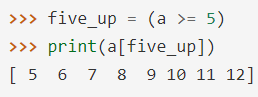 >>> five_up = (a >= 5)
>>> print(a[five_up])
[ 5  6  7  8  9 10 11 12]